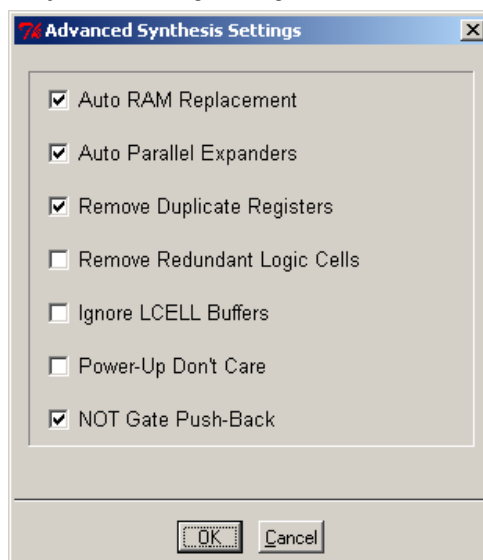 Advanced Synthesis Settings
Auto RAM Replacement
Auto Parallel Expanders
Remove Duplicate Registers
Remove Redundant Logic Cells
Ignore LCELL Buffers
Power-Up Don't Care
NOT Gate Push-Back
OK Cancel